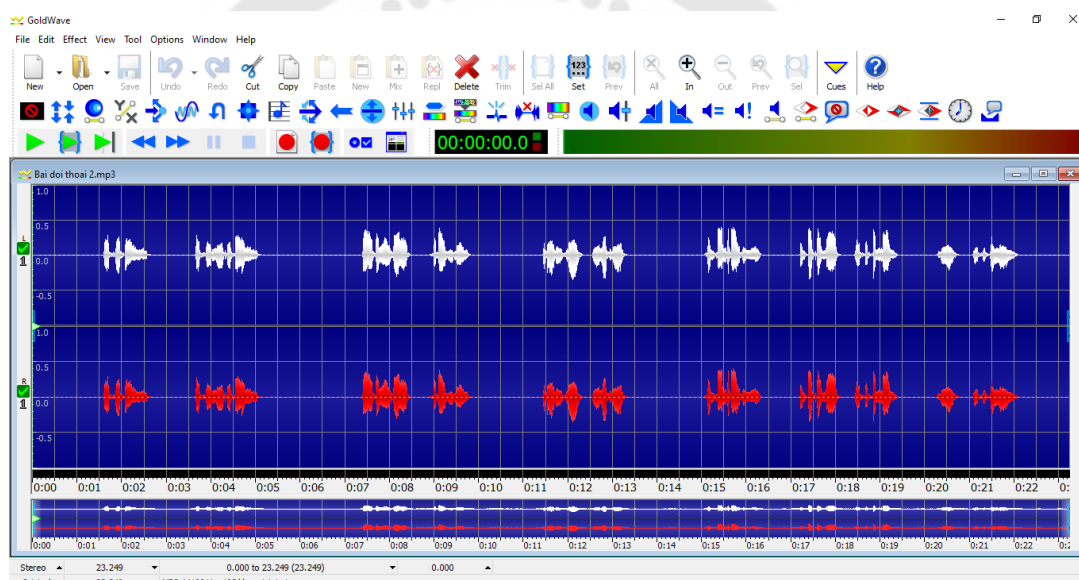 GoldWave
File Edit Effect View Tool Options Window Help
New Open Save Undo Redo Cut Copy Paste New Mix Repl Delete Trim Sel All Set Prev All In Out Prev Sel Cues Help
123
00:00:00.0
Bai doi thoai 2.mp3
1.0
0.5
L
1 0.0
-0.5
1.0
0.5
R
1 0.0
-0.5
0:00 0:01 0:02 0:03 0:04 0:05 0:06 0:07 0:08 0:09 0:10 0:11 0:12 0:13 0:14 0:15 0:16 0:17 0:18 0:19 0:20 0:21 0:22
0:00 0:01 0:02 0:03 0:04 0:05 0:06 0:07 0:08 0:09 0:10 0:11 0:12 0:13 0:14 0:15 0:16 0:17 0:18 0:19 0:20 0:21 0:22
Stereo 23.249 0.000 to 23.249 (23.249) 0.000